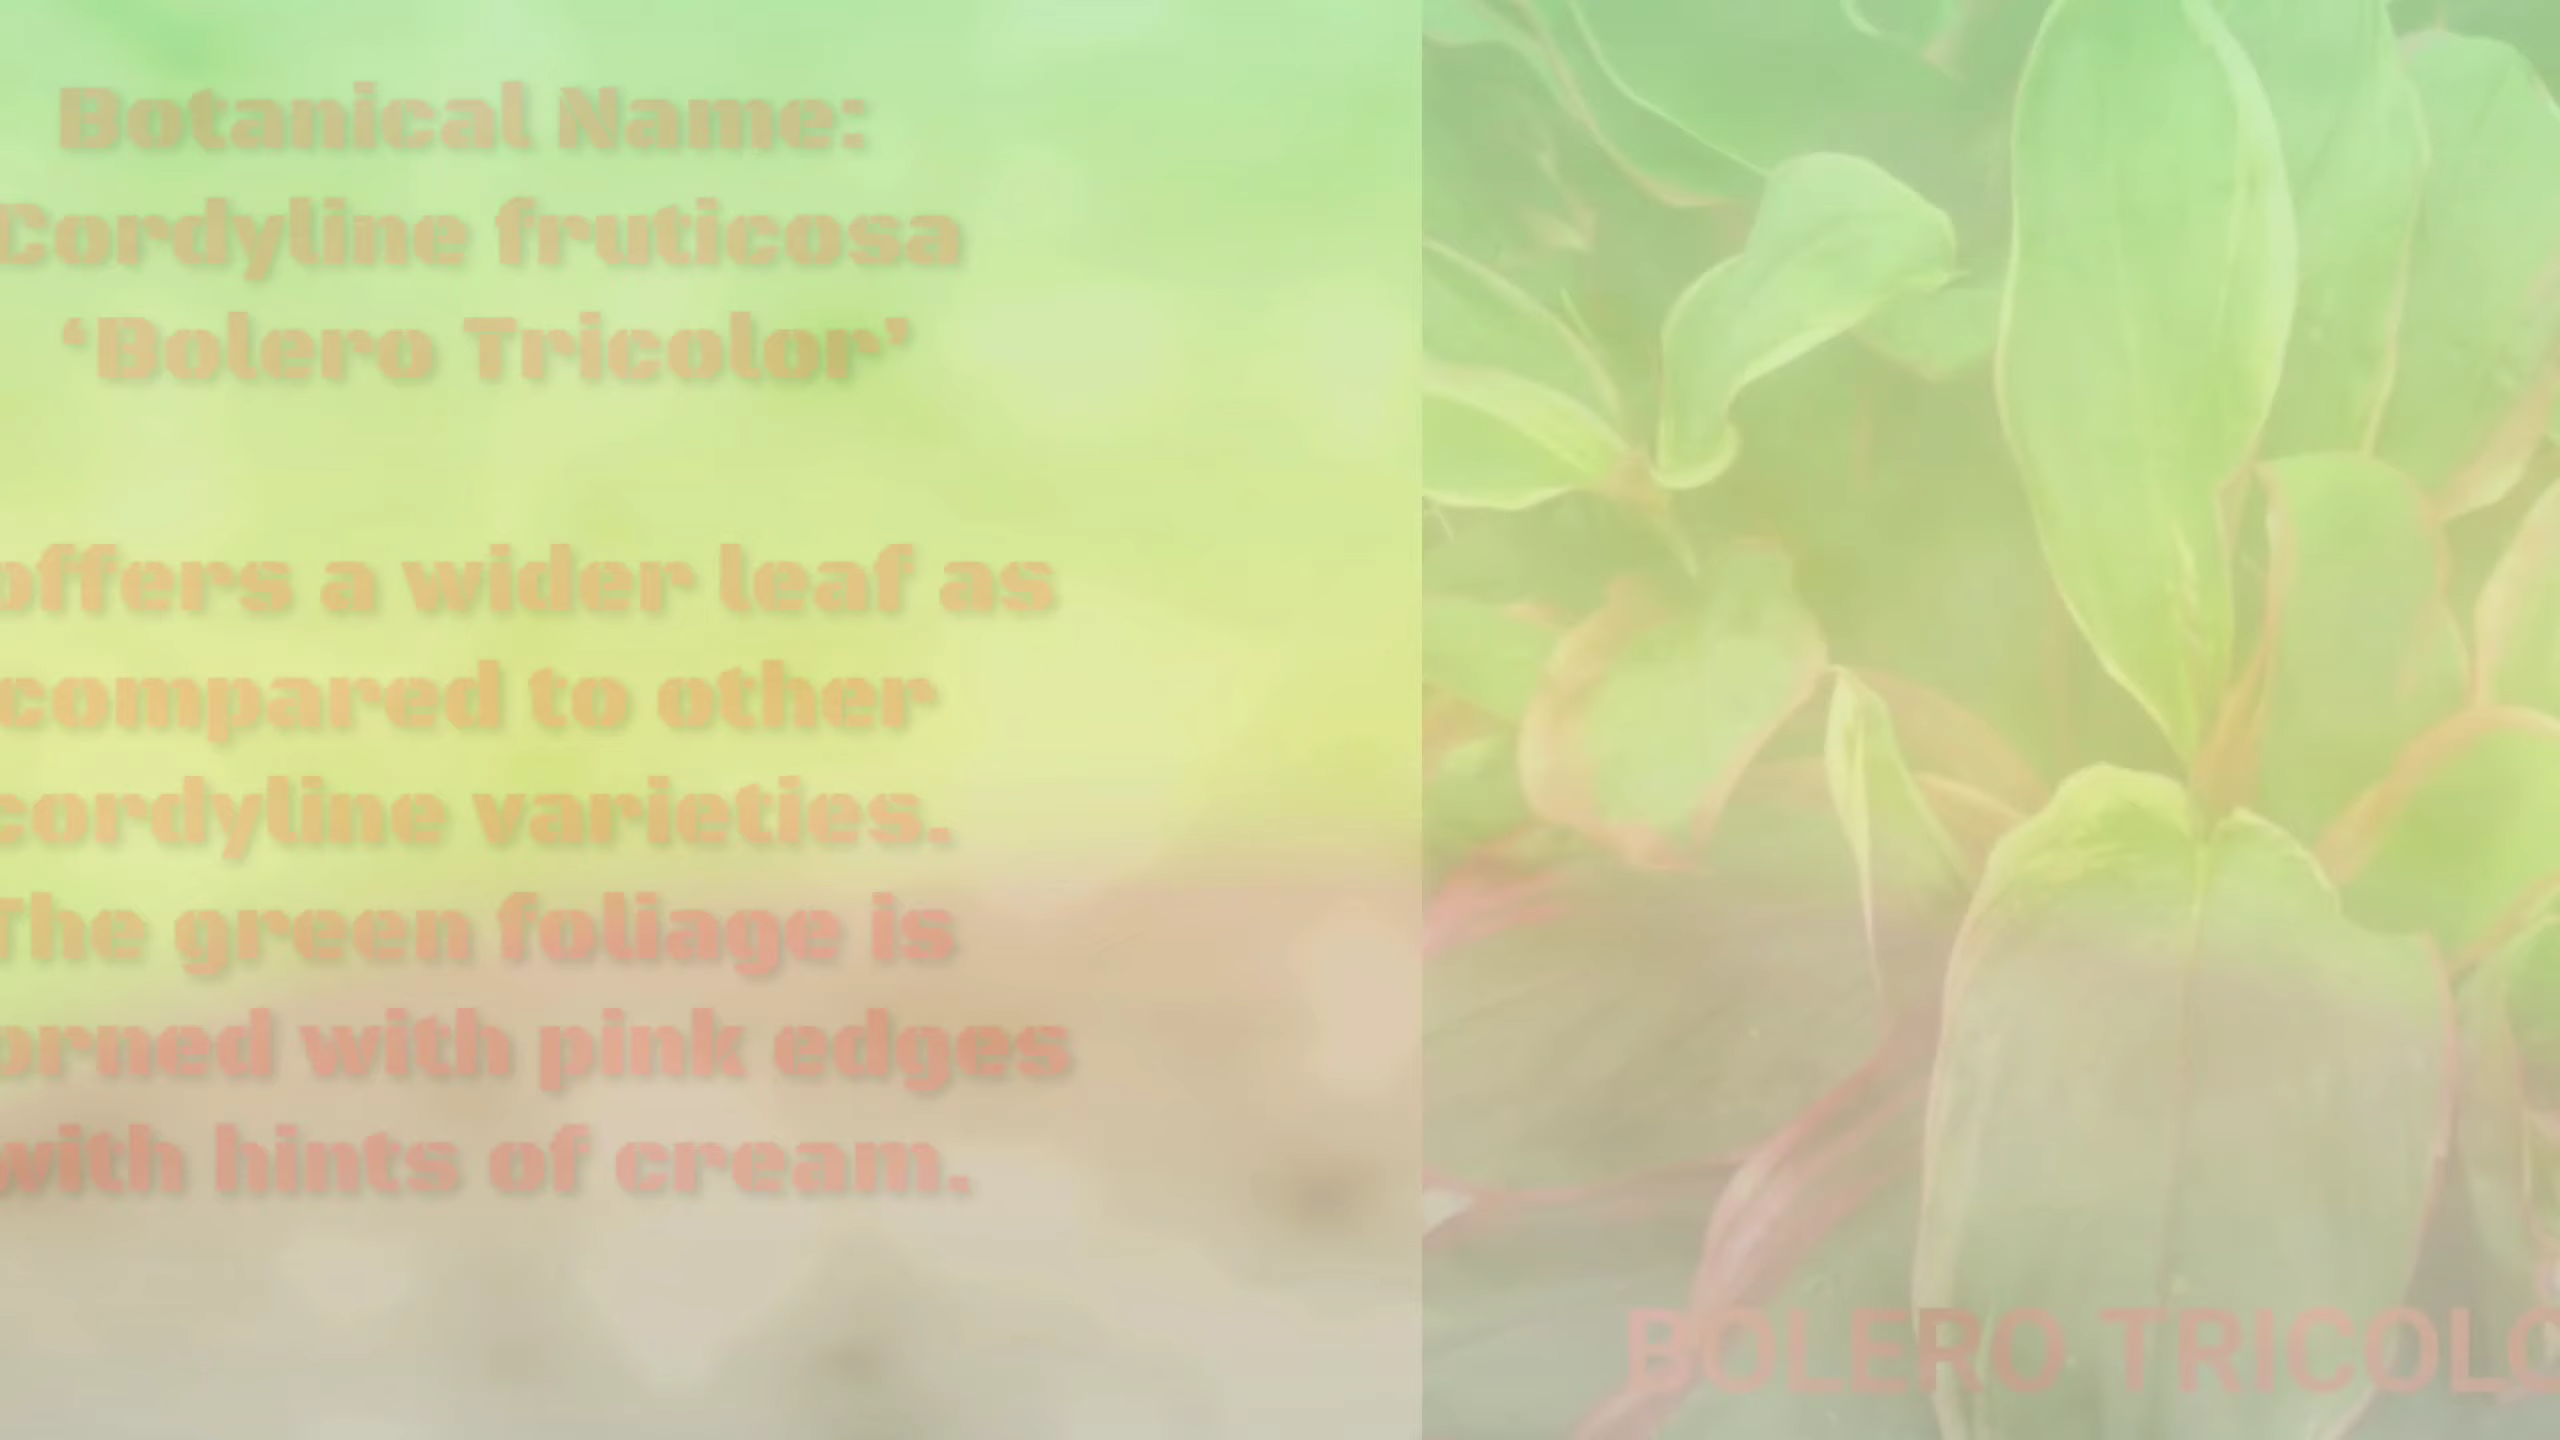 Botanical Name:
Cordyline fruticosa
‘Bolero Tricolor’
offers a wider leaf as
compared to other
cordyline varieties.
The green foliage is
orned with pink edges
with hints of cream.
BOLERO TRICOLO